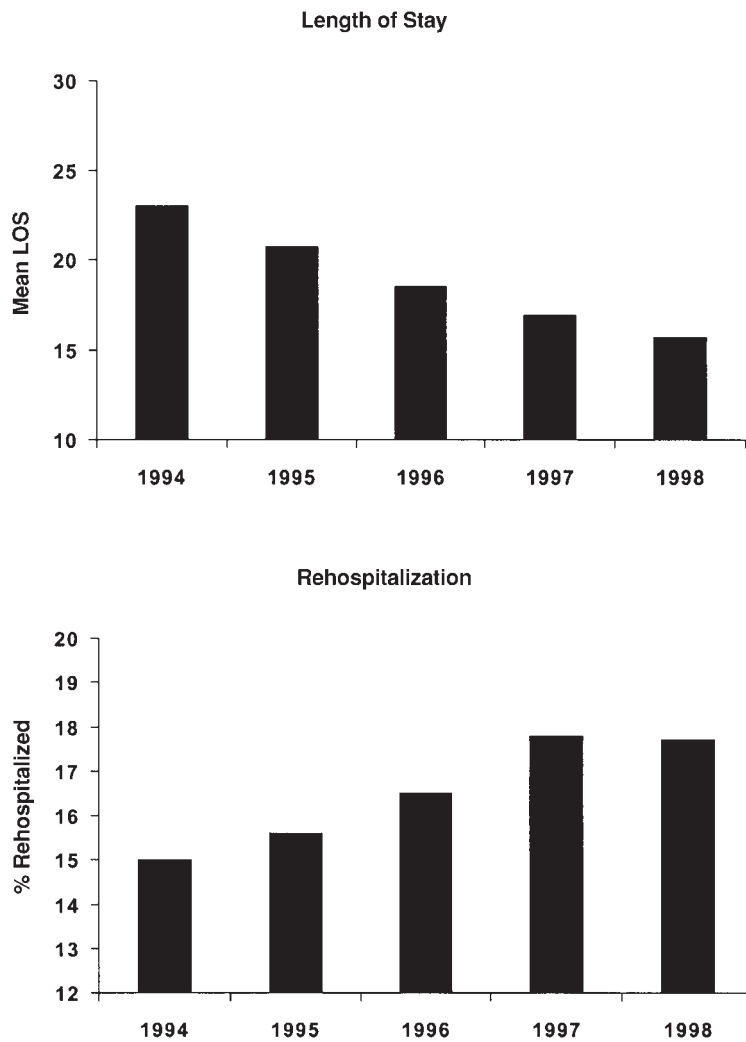 Length of Stay
Mean LOS
30
25
20
15
10
1994 1995 1996 1997 1998
Rehospitalization
% Rehospitalized
20
19
18
17
16
15
14
13
12
1994 1995 1996 1997 1998